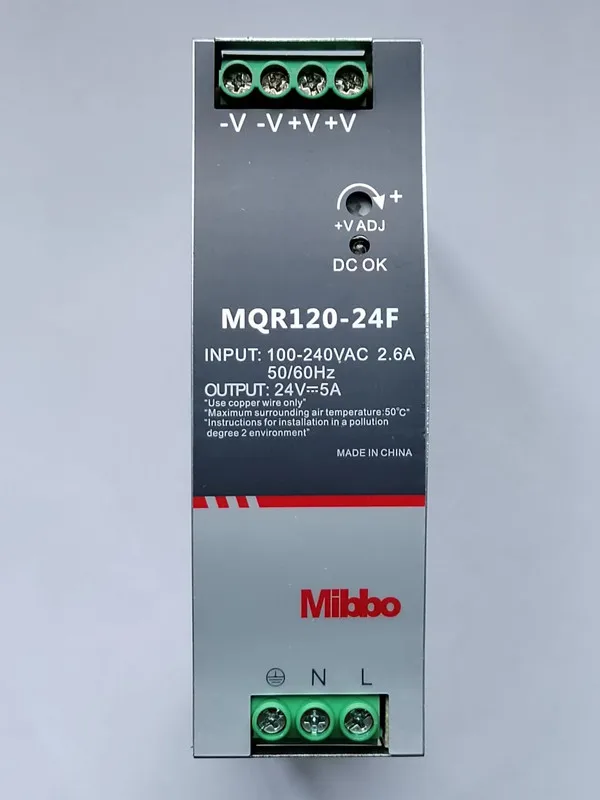 -V -V +V +V
+
+V ADJ
DC OK
MQR120-24F
INPUT: 100-240VAC 2.6A
50/60Hz
OUTPUT: 24V⎓5A
"Use copper wire only"
"Maximum surrounding air temperature:50°C"
"Instructions for installation in a pollution
degree 2 environment"
MADE IN CHINA
Mibbo
⏚ N L